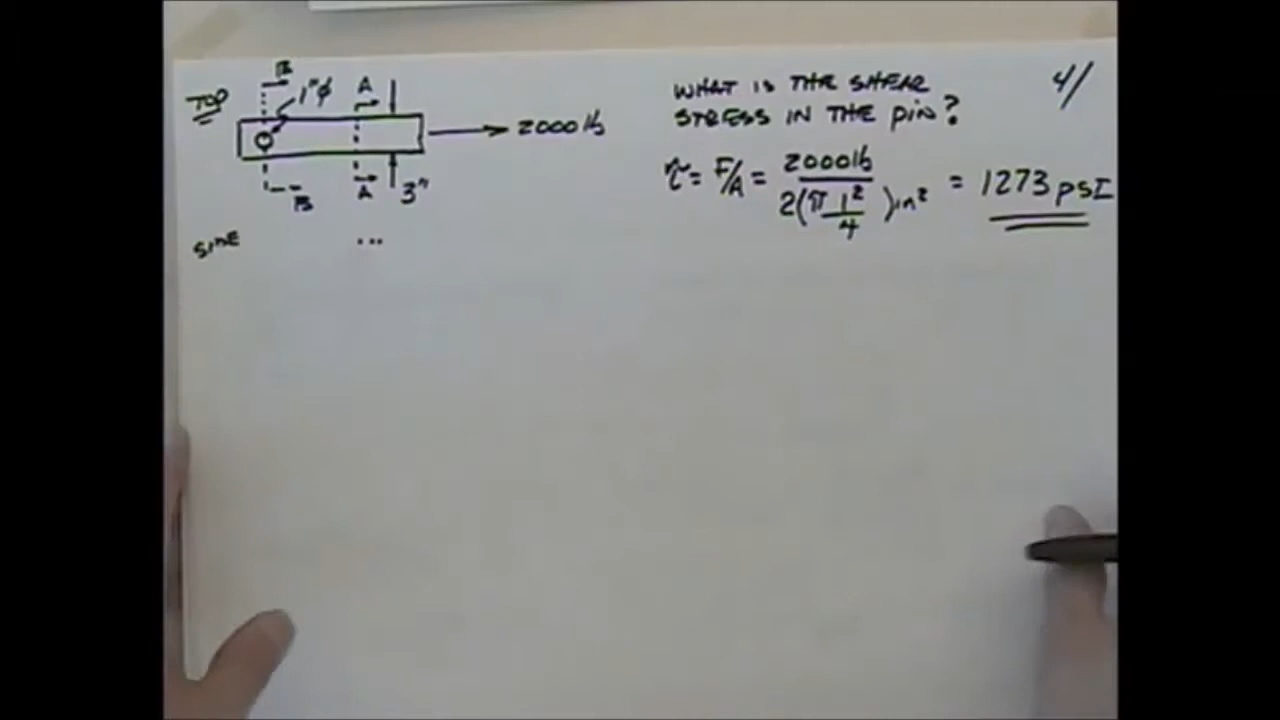 TOP
B
1"φ
A
2000 lb
A
B
3"
SIDE
...
WHAT IS THE SHEAR
STRESS IN THE PIN?
τ = F/A = 2000 lb / 2(π 1²/4) in² = 1273 PSI
4/